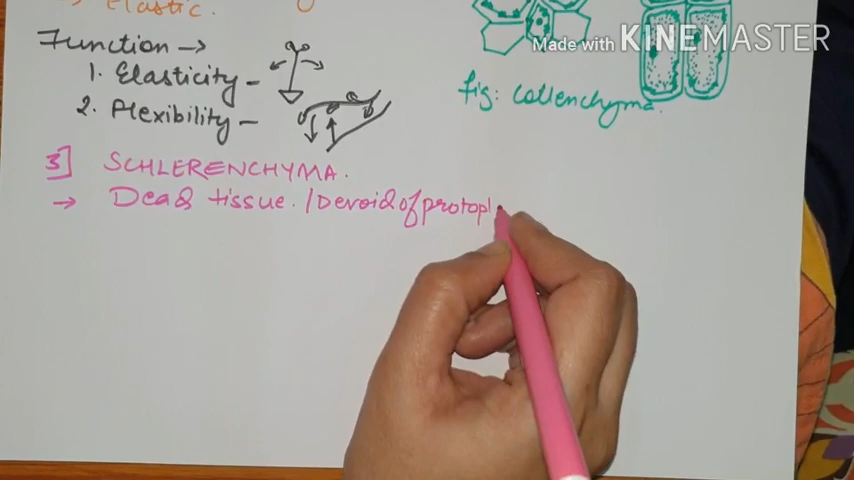 Elastic.
Made with KINEMASTER
Function →
1. Elasticity -
2. Flexibility -
fig: collenchyma.
3] SCHLERENCHYMA.
→ Dead tissue. / Devoid of protopl